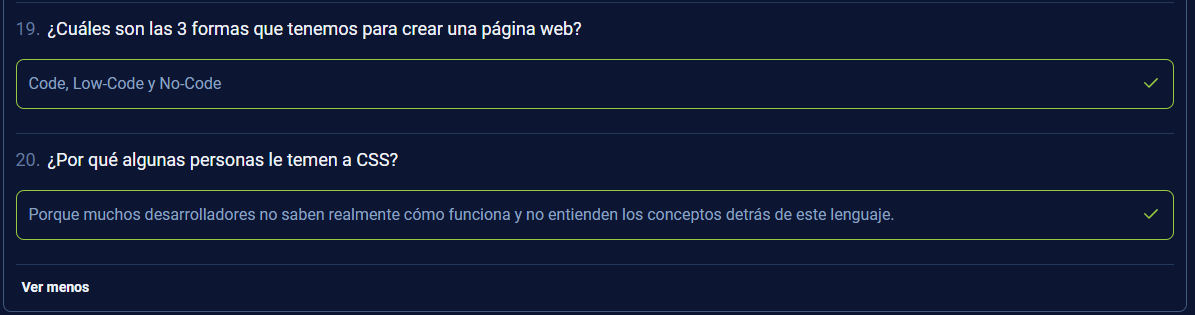 19. ¿Cuáles son las 3 formas que tenemos para crear una página web?
Code, Low-Code y No-Code
20. ¿Por qué algunas personas le temen a CSS?
Porque muchos desarrolladores no saben realmente cómo funciona y no entienden los conceptos detrás de este lenguaje.
Ver menos